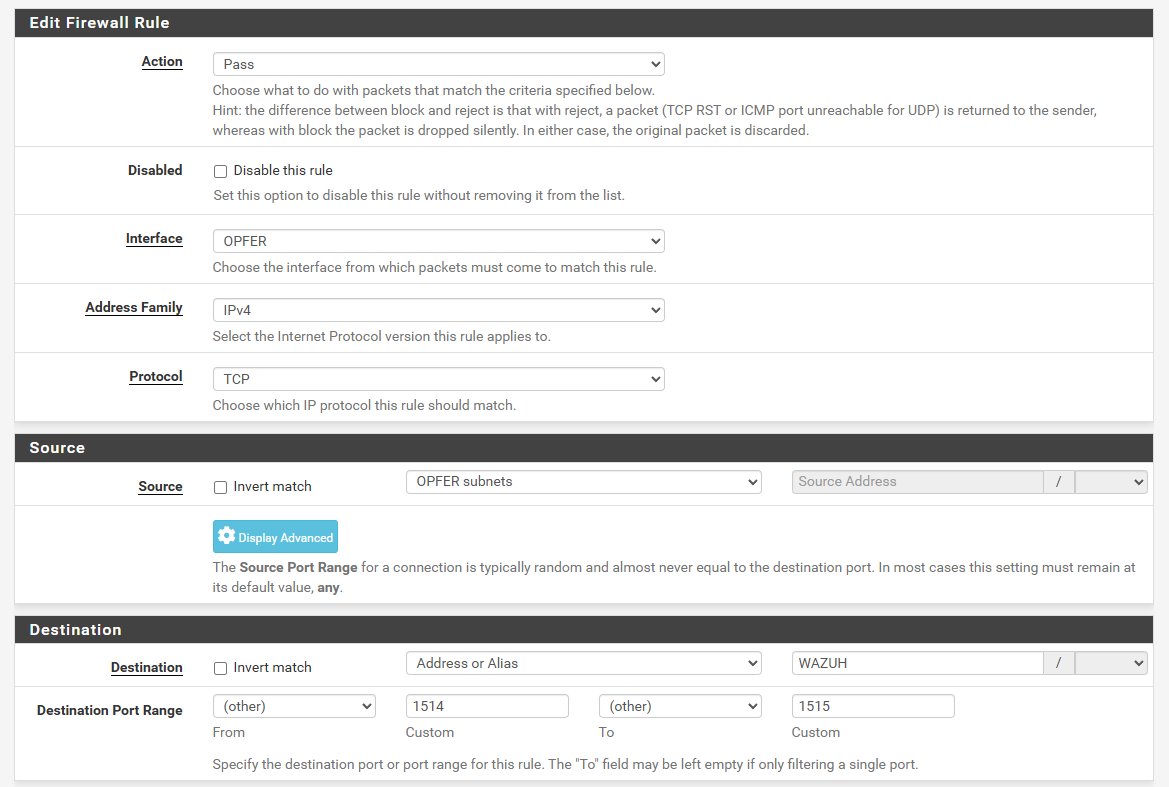 Edit Firewall Rule
Action
Pass
Choose what to do with packets that match the criteria specified below.
Hint: the difference between block and reject is that with reject, a packet (TCP RST or ICMP port unreachable for UDP) is returned to the sender,
whereas with block the packet is dropped silently. In either case, the original packet is discarded.
Disabled
Disable this rule
Set this option to disable this rule without removing it from the list.
Interface
OPFER
Choose the interface from which packets must come to match this rule.
Address Family
IPv4
Select the Internet Protocol version this rule applies to.
Protocol
TCP
Choose which IP protocol this rule should match.
Source
Source
Invert match
OPFER subnets
Source Address
/
Display Advanced
The Source Port Range for a connection is typically random and almost never equal to the destination port. In most cases this setting must remain at
its default value, any.
Destination
Destination
Invert match
Address or Alias
WAZUH
/
Destination Port Range
(other)
1514
(other)
1515
From
Custom
To
Custom
Specify the destination port or port range for this rule. The "To" field may be left empty if only filtering a single port.